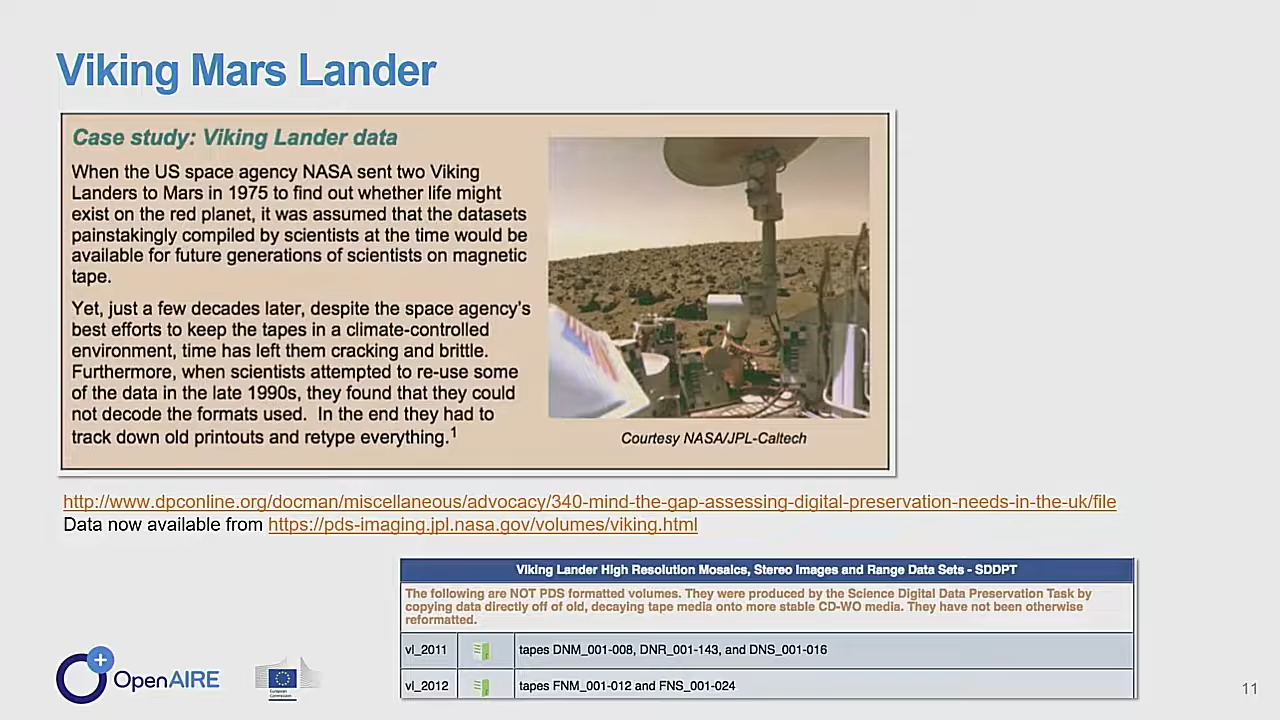 Viking Mars Lander
Case study: Viking Lander data
When the US space agency NASA sent two Viking
Landers to Mars in 1975 to find out whether life might
exist on the red planet, it was assumed that the datasets
painstakingly compiled by scientists at the time would be
available for future generations of scientists on magnetic
tape.
Yet, just a few decades later, despite the space agency's
best efforts to keep the tapes in a climate-controlled
environment, time has left them cracking and brittle.
Furthermore, when scientists attempted to re-use some
of the data in the late 1990s, they found that they could
not decode the formats used.  In the end they had to
track down old printouts and retype everything.1
Courtesy NASA/JPL-Caltech
http://www.dpconline.org/docman/miscellaneous/advocacy/340-mind-the-gap-assessing-digital-preservation-needs-in-the-uk/file
Data now available from https://pds-imaging.jpl.nasa.gov/volumes/viking.html
Viking Lander High Resolution Mosaics, Stereo Images and Range Data Sets - SDDPT
The following are NOT PDS formatted volumes. They were produced by the Science Digital Data Preservation Task by
copying data directly off of old, decaying tape media onto more stable CD-WO media. They have not been otherwise
reformatted.
vl_2011 tapes DNM_001-008, DNR_001-143, and DNS_001-016
vl_2012 tapes FNM_001-012 and FNS_001-024
OpenAIRE
European
Commission
11